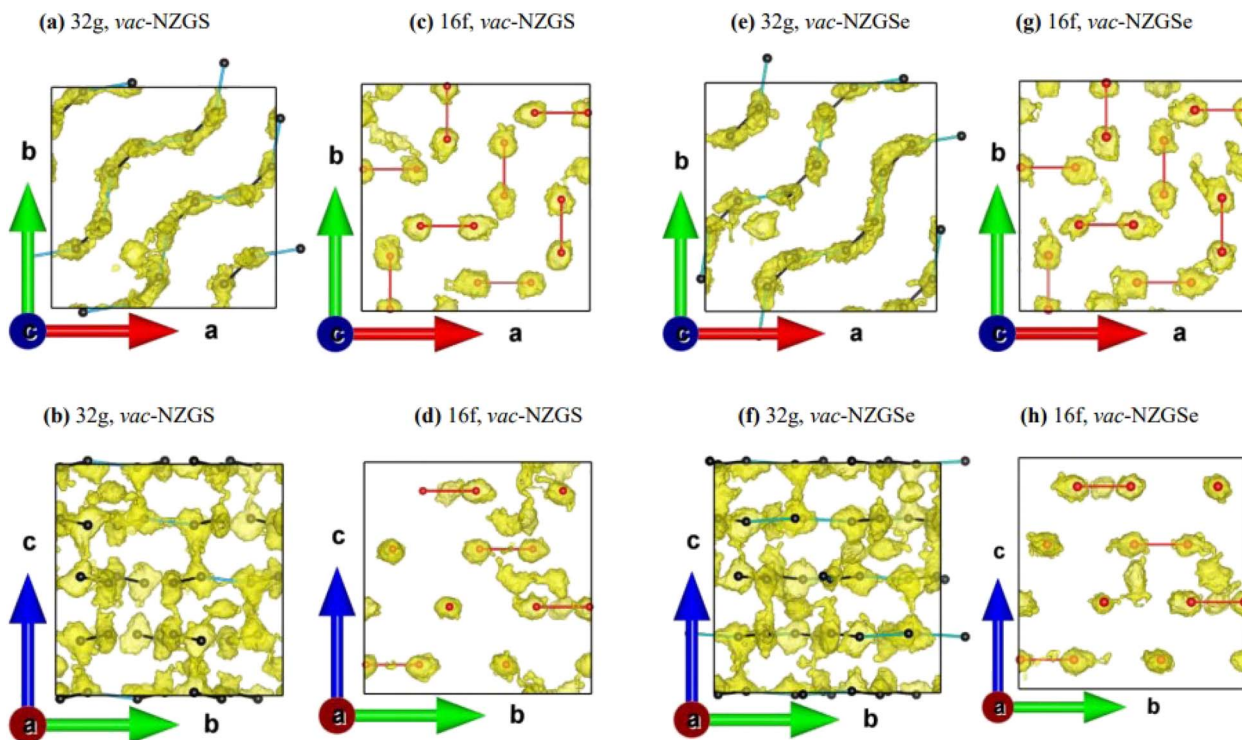 (a) 32g, vac-NZGS
(c) 16f, vac-NZGS
(e) 32g, vac-NZGSe
(g) 16f, vac-NZGSe
b
c
a
b
c
a
b
c
a
b
c
a
(b) 32g, vac-NZGS
(d) 16f, vac-NZGS
(f) 32g, vac-NZGSe
(h) 16f, vac-NZGSe
c
a
b
c
a
b
c
a
b
c
a
b